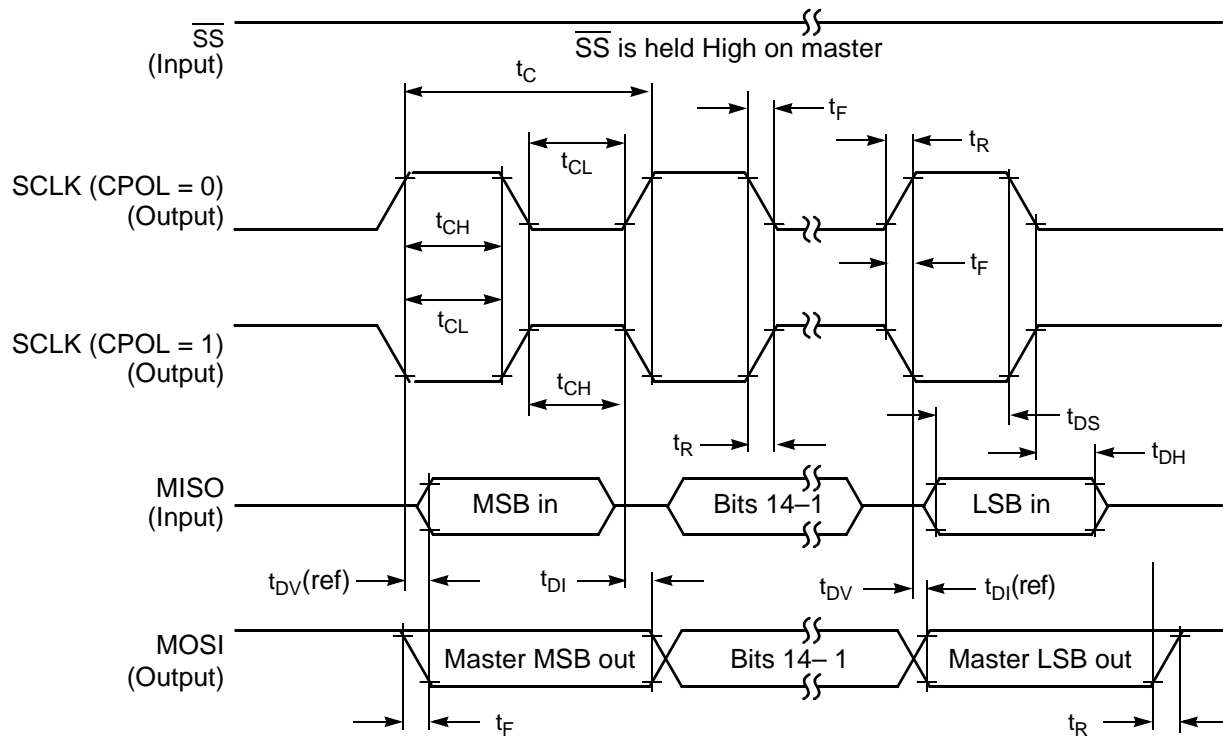 SS
(Input)
SS is held High on master
tC
tF
tR
tCL
SCLK (CPOL = 0)
(Output)
tCH
tF
tCL
SCLK (CPOL = 1)
(Output)
tCH
tDS
tR
tDH
MISO
(Input)
MSB in
Bits 14–1
LSB in
tDV(ref)
tDI
tDV
tDI(ref)
MOSI
(Output)
Master MSB out
Bits 14– 1
Master LSB out
tF
tR